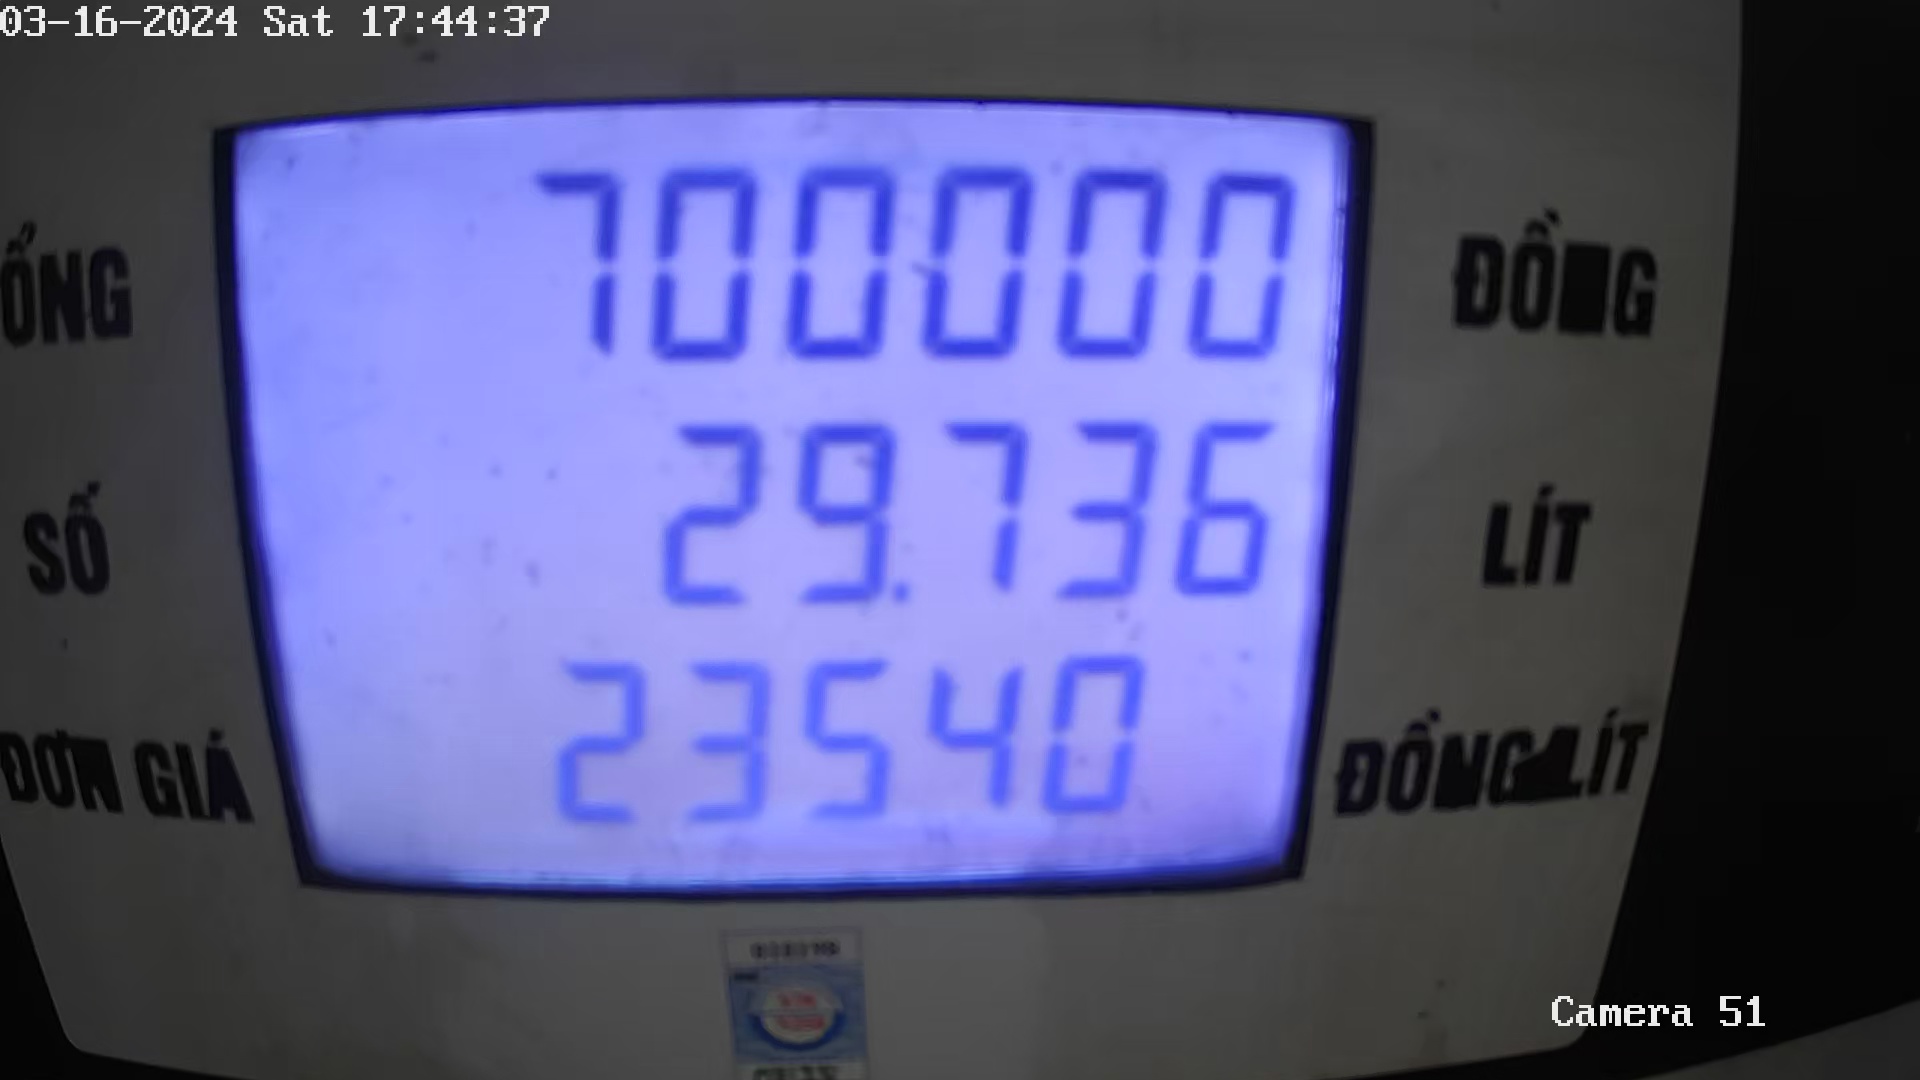 03-16-2024 Sat 17:44:37
700000
ĐỒNG
29.736
SỐ
LÍT
23540
ĐƠN GIÁ
ĐỒNG/LÍT
Camera 51